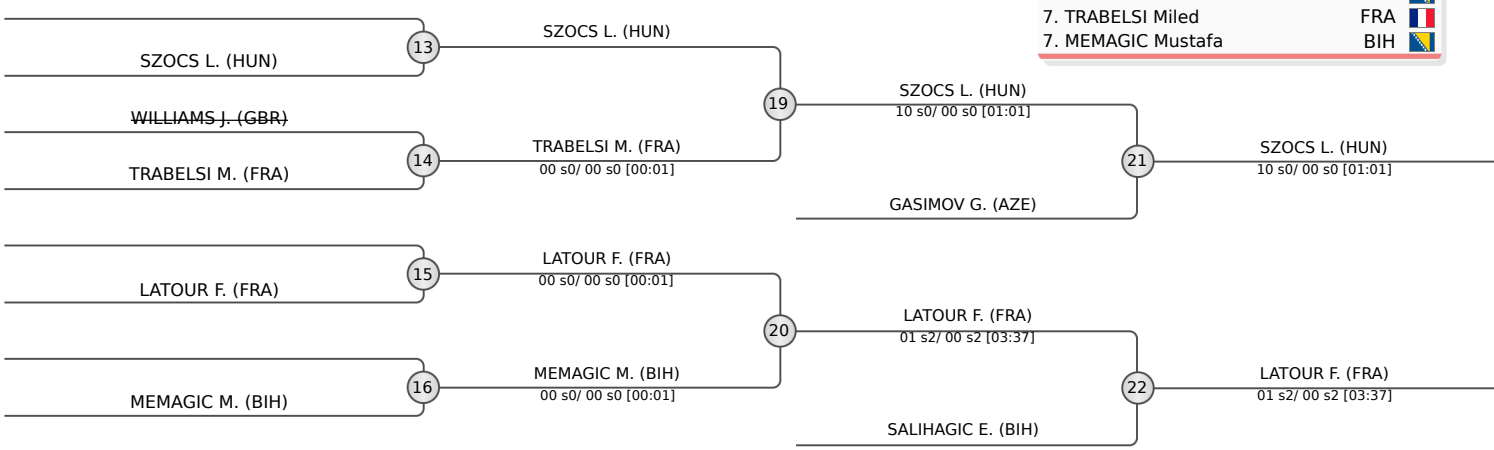 7. TRABELSI Miled FRA
7. MEMAGIC Mustafa BIH
SZOCS L. (HUN)
13
SZOCS L. (HUN)
WILLIAMS J. (GBR)
14
TRABELSI M. (FRA)
TRABELSI M. (FRA)
00 s0/ 00 s0 [00:01]
19
SZOCS L. (HUN)
10 s0/ 00 s0 [01:01]
21
GASIMOV G. (AZE)
SZOCS L. (HUN)
10 s0/ 00 s0 [01:01]
15
LATOUR F. (FRA)
LATOUR F. (FRA)
00 s0/ 00 s0 [00:01]
16
MEMAGIC M. (BIH)
MEMAGIC M. (BIH)
00 s0/ 00 s0 [00:01]
20
LATOUR F. (FRA)
01 s2/ 00 s2 [03:37]
22
SALIHAGIC E. (BIH)
LATOUR F. (FRA)
01 s2/ 00 s2 [03:37]